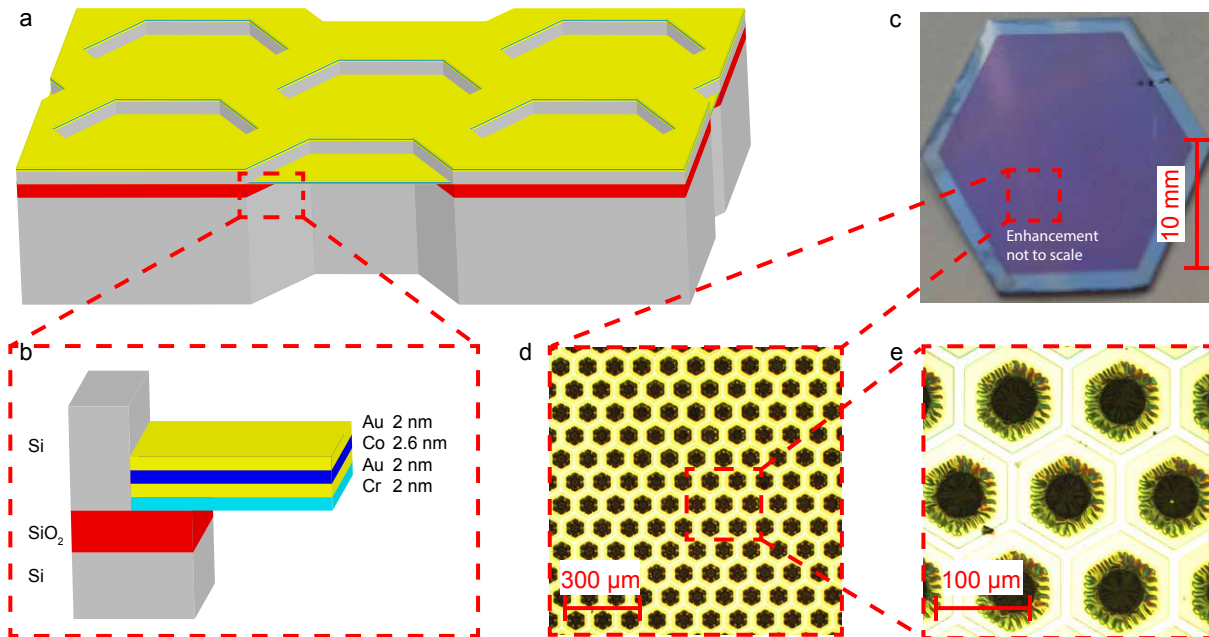 a
c
10 mm
Enhancement
not to scale
b
Si
SiO2
Si
Au 2 nm
Co 2.6 nm
Au 2 nm
Cr 2 nm
d
300 µm
e
100 µm